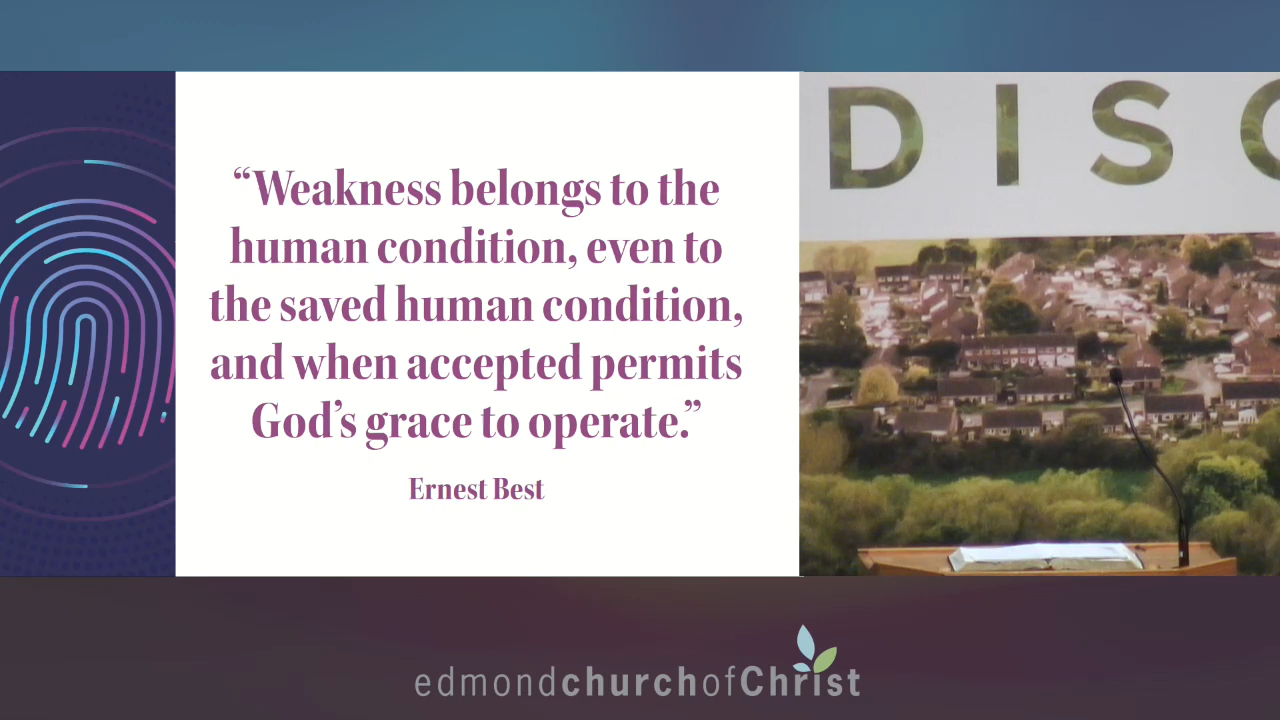 “Weakness belongs to the
human condition, even to
the saved human condition,
and when accepted permits
God’s grace to operate.”
Ernest Best
DISC
edmondchurchofChrist